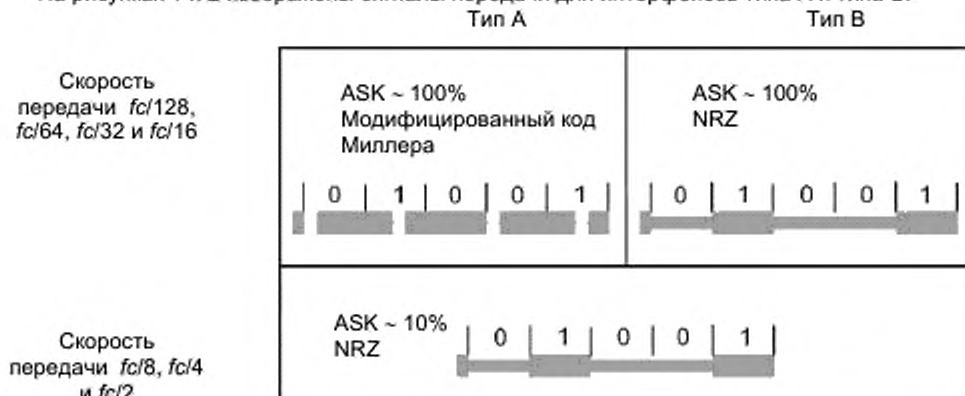 Тип А Тип В
Скорость
передачи fc/128,
fc/64, fc/32 и fc/16
ASK ~ 100%
Модифицированный код
Миллера
0 1 0 0 1
ASK ~ 100%
NRZ
0 1 0 0 1
Скорость
передачи fc/8, fc/4
и fc/2
ASK ~ 10%
NRZ
0 1 0 0 1